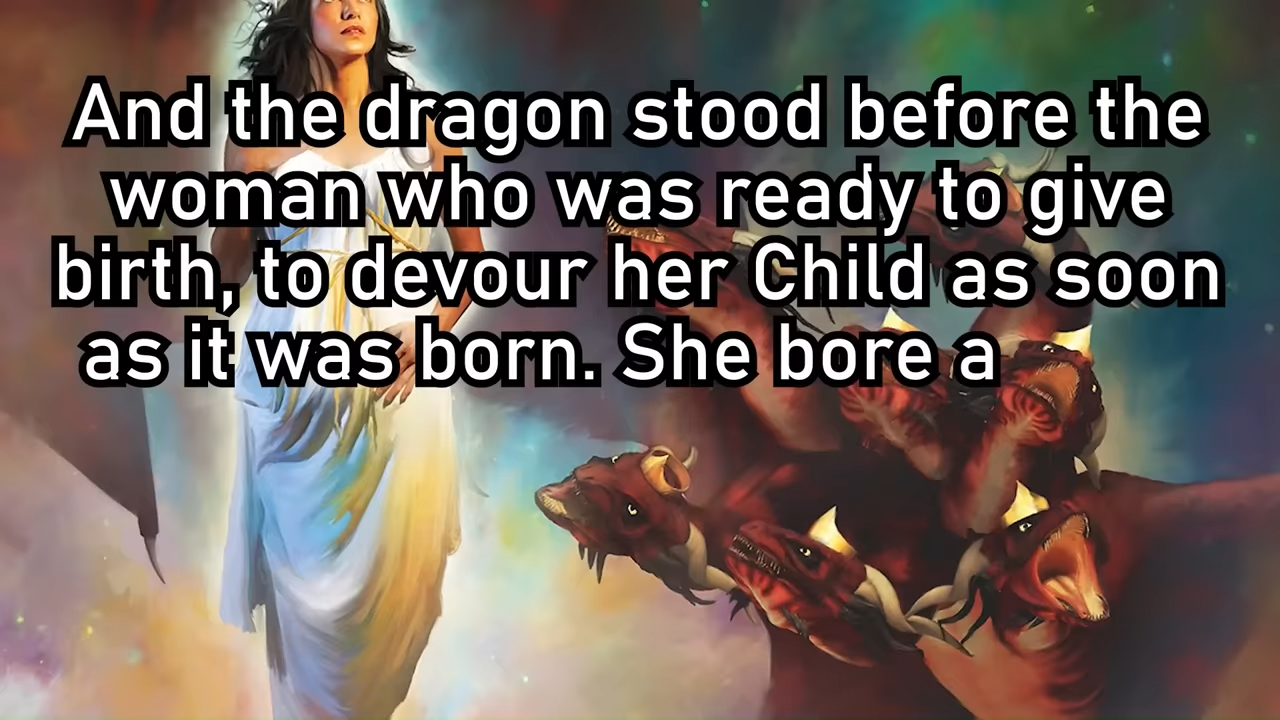 And the dragon stood before the
woman who was ready to give
birth, to devour her Child as soon
as it was born. She bore a